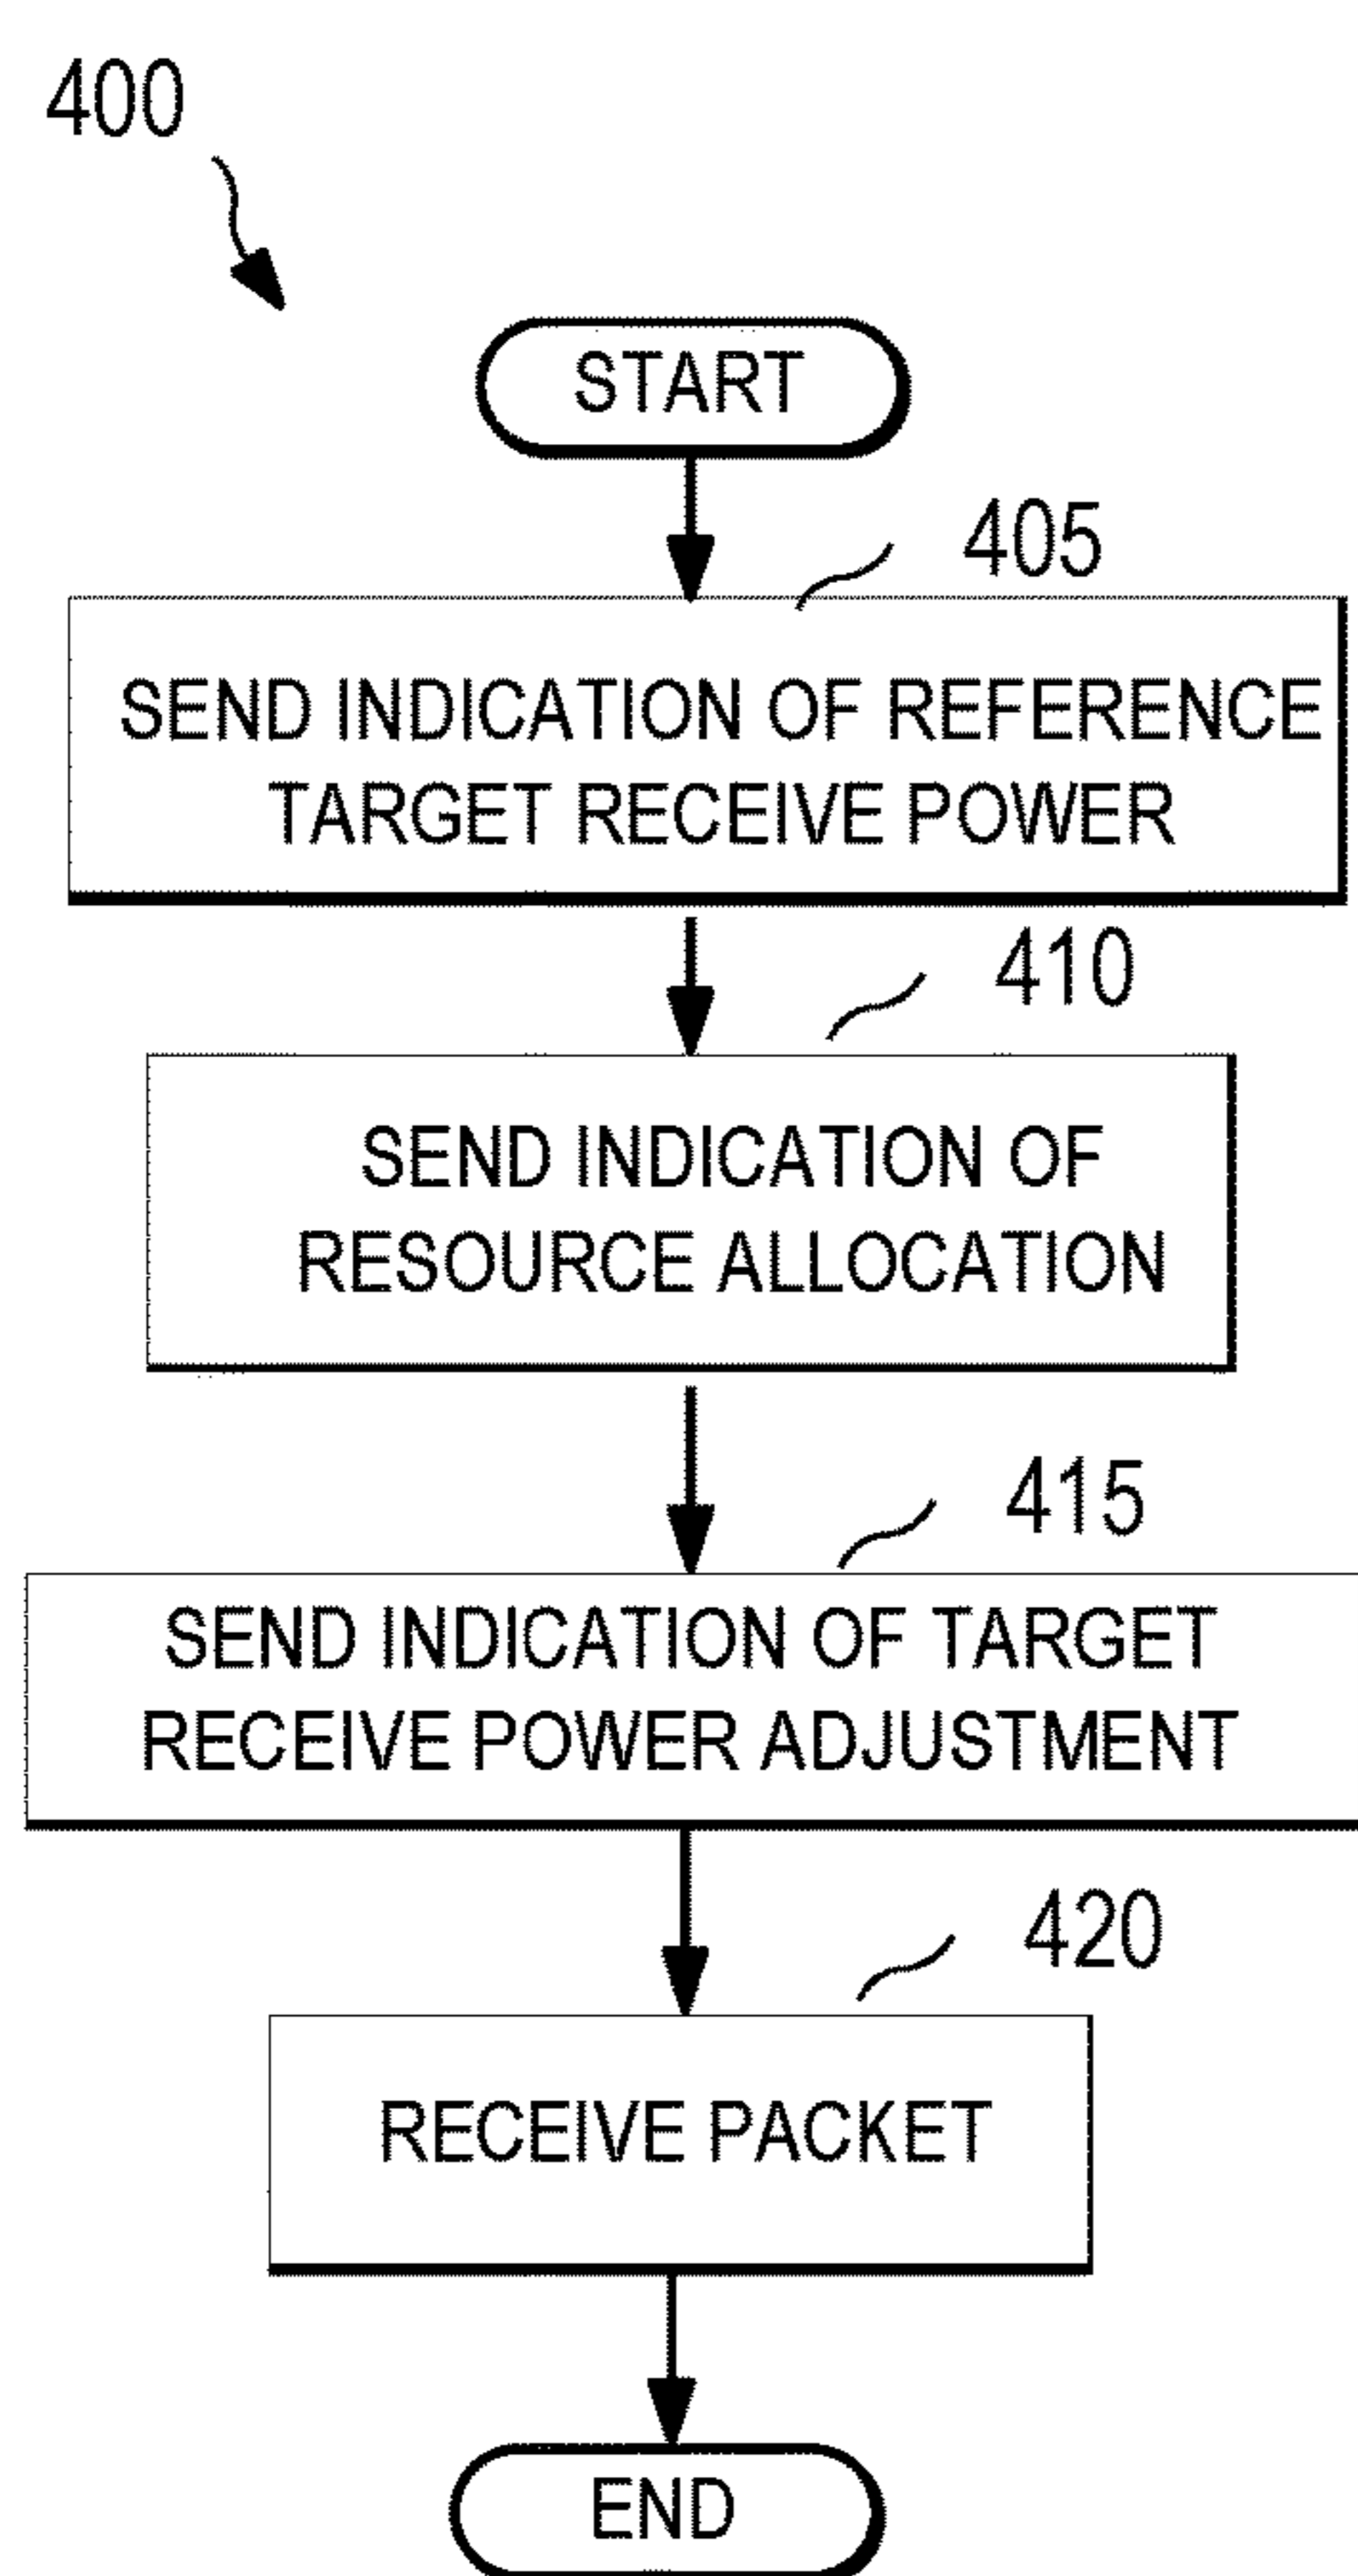 400
START
405
SEND INDICATION OF REFERENCE
TARGET RECEIVE POWER
410
SEND INDICATION OF
RESOURCE ALLOCATION
415
SEND INDICATION OF TARGET
RECEIVE POWER ADJUSTMENT
420
RECEIVE PACKET
END